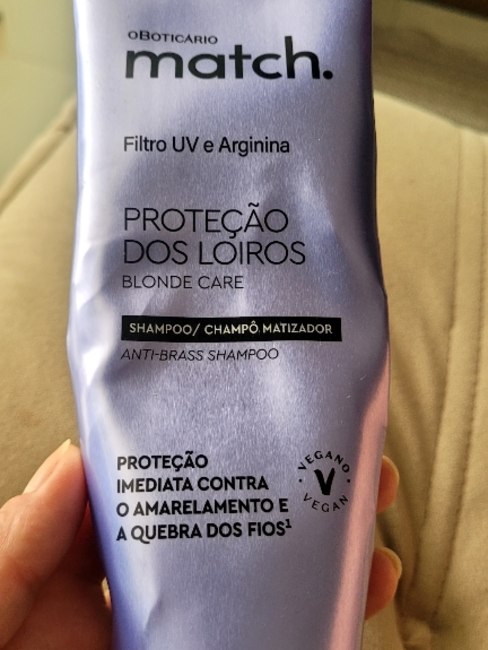 oBOTICÁRIO
match.
Filtro UV e Arginina
PROTEÇÃO
DOS LOIROS
BLONDE CARE
SHAMPOO/ CHAMPÔ MATIZADOR
ANTI-BRASS SHAMPOO
PROTEÇÃO
IMEDIATA CONTRA
O AMARELAMENTO E
A QUEBRA DOS FIOS¹
VEGANO
V
VEGAN